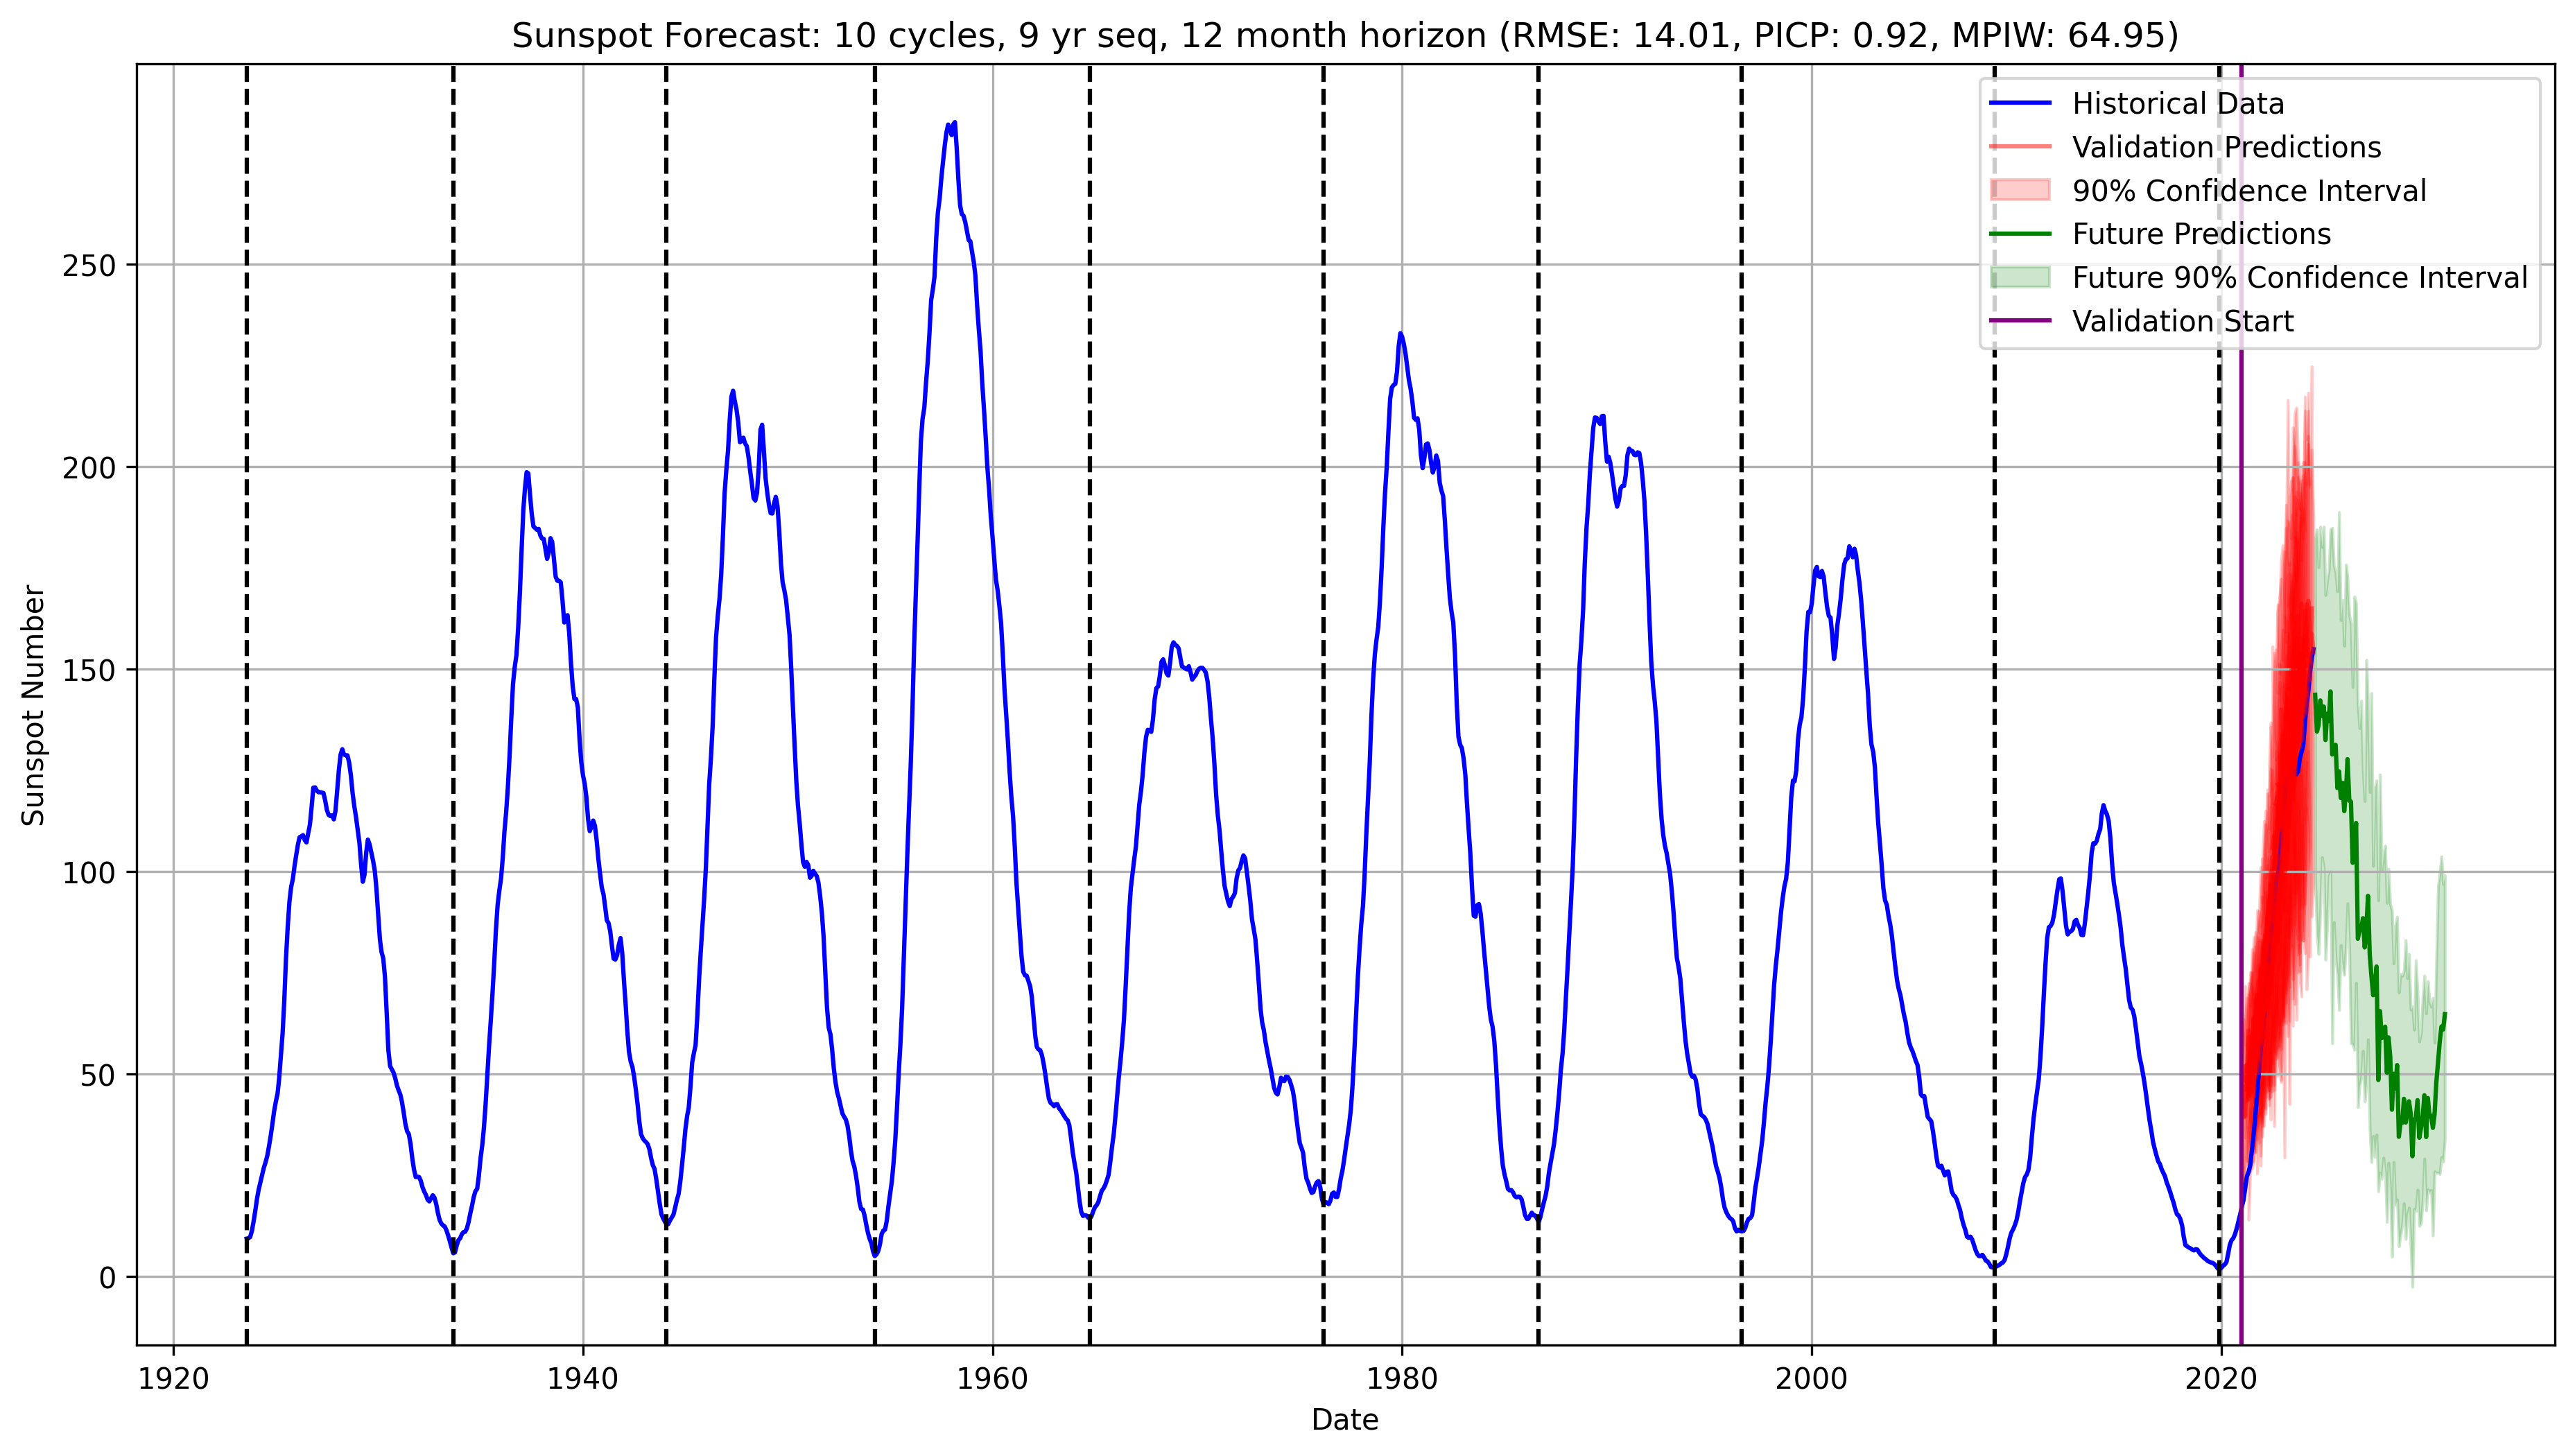 Sunspot Forecast: 10 cycles, 9 yr seq, 12 month horizon (RMSE: 14.01, PICP: 0.92, MPIW: 64.95)
Historical Data
Validation Predictions
90% Confidence Interval
Future Predictions
Future 90% Confidence Interval
Validation Start
Sunspot Number
250
200
150
100
50
0
1920 1940 1960 1980 2000 2020
Date